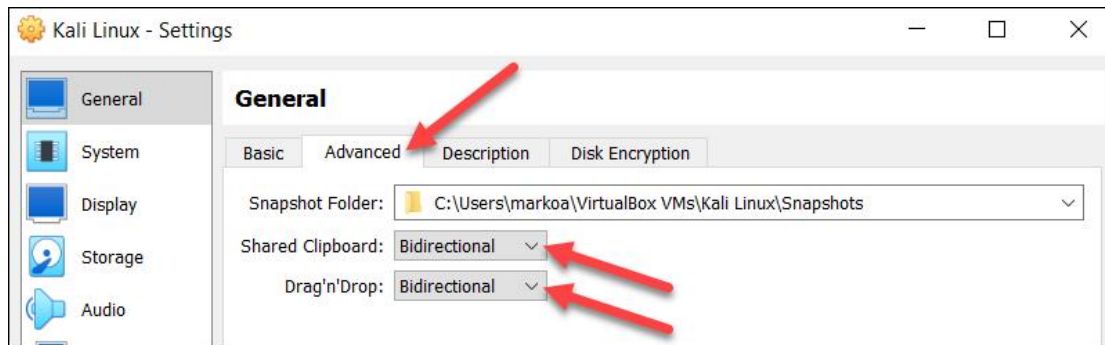 Kali Linux - Settings
General
System
Display
Storage
Audio
General
Basic Advanced Description Disk Encryption
Snapshot Folder: C:\Users\markoa\VirtualBox VMs\Kali Linux\Snapshots
Shared Clipboard: Bidirectional
Drag'n'Drop: Bidirectional